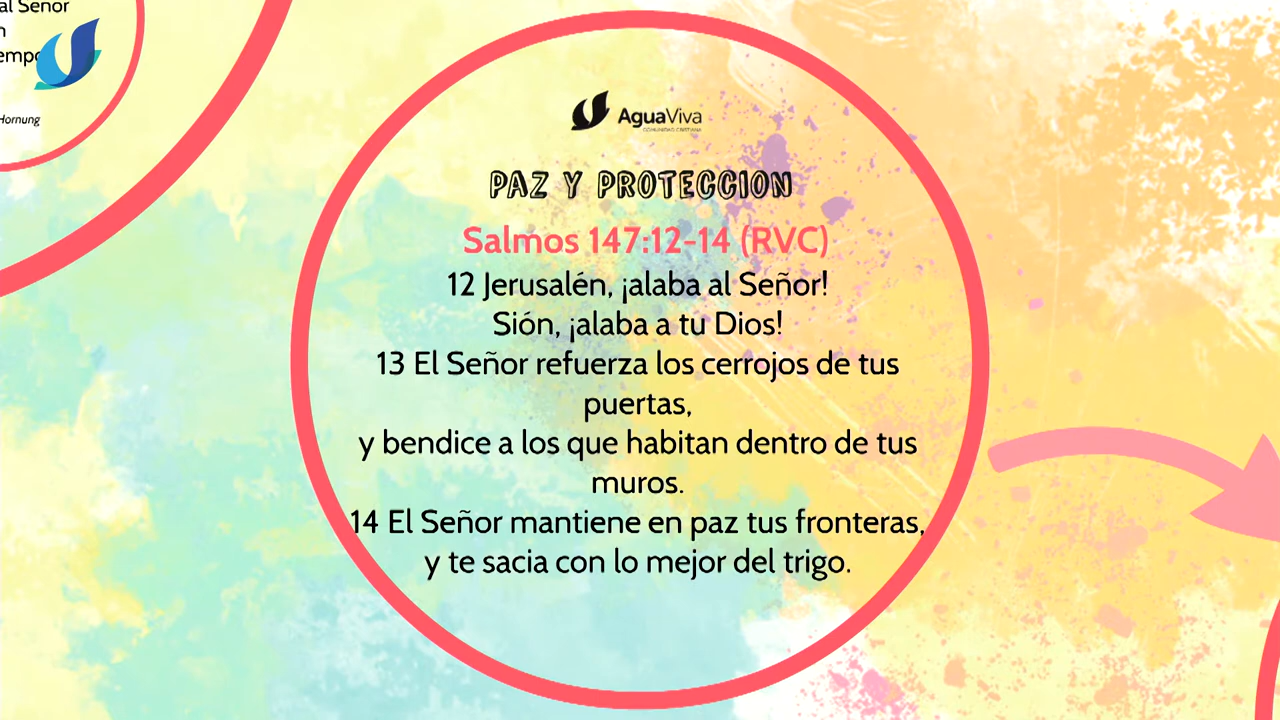 al Señor
Hornung
AguaViva
COMUNIDAD CRISTIANA
PAZ Y PROTECCION
Salmos 147:12-14 (RVC)
12 Jerusalén, ¡alaba al Señor!
Sión, ¡alaba a tu Dios!
13 El Señor refuerza los cerrojos de tus
puertas,
y bendice a los que habitan dentro de tus
muros.
14 El Señor mantiene en paz tus fronteras,
y te sacia con lo mejor del trigo.